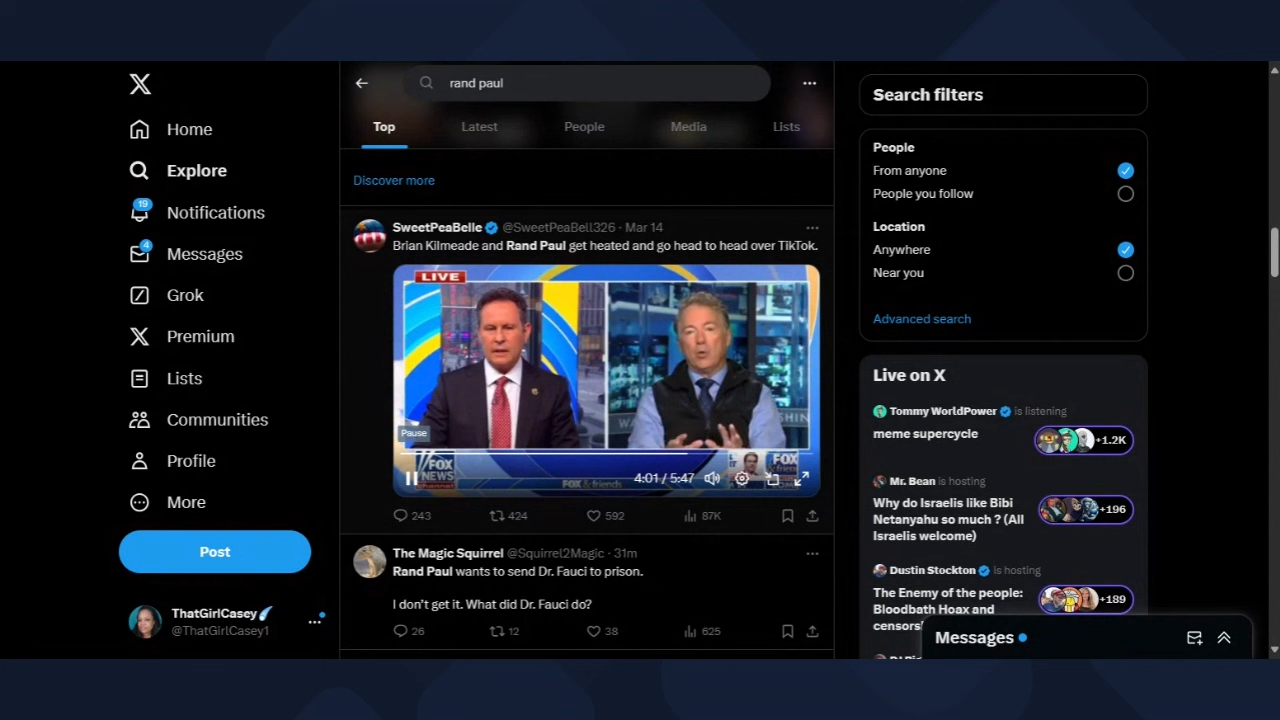 rand paul
Home
Explore
19
Notifications
4
Messages
Grok
Premium
Lists
Communities
Profile
More
Post
ThatGirlCasey
@ThatGirlCasey1
Top
Latest
People
Media
Lists
Discover more
SweetPeaBelle @SweetPeaBell326 · Mar 14
Brian Kilmeade and Rand Paul get heated and go head to head over TikTok.
LIVE
Pause
FOX NEWS
channel
FOX & friends
FOX
4:01 / 5:47
243
424
592
87K
The Magic Squirrel @Squirrel2Magic · 31m
Rand Paul wants to send Dr. Fauci to prison.
I don't get it. What did Dr. Fauci do?
26
12
38
625
Search filters
People
From anyone
People you follow
Location
Anywhere
Near you
Advanced search
Live on X
Tommy WorldPower is listening
meme supercycle
+1.2K
Mr. Bean is hosting
Why do Israelis like Bibi
Netanyahu so much ? (All
Israelis welcome)
+196
Dustin Stockton is hosting
The Enemy of the people:
Bloodbath Hoax and
+189
Messages